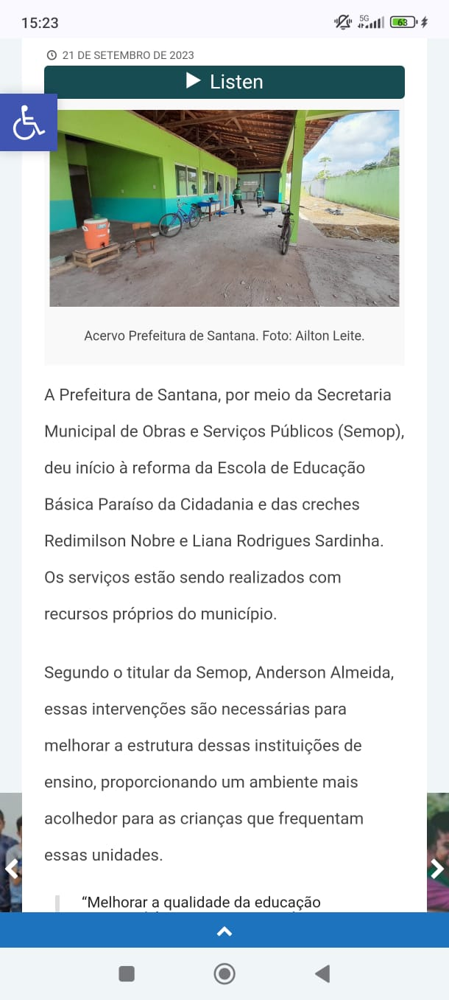 15:23
5G
63
21 DE SETEMBRO DE 2023
Listen
Acervo Prefeitura de Santana. Foto: Ailton Leite.
A Prefeitura de Santana, por meio da Secretaria
Municipal de Obras e Serviços Públicos (Semop),
deu início à reforma da Escola de Educação
Básica Paraíso da Cidadania e das creches
Redimilson Nobre e Liana Rodrigues Sardinha.
Os serviços estão sendo realizados com
recursos próprios do município.
Segundo o titular da Semop, Anderson Almeida,
essas intervenções são necessárias para
melhorar a estrutura dessas instituições de
ensino, proporcionando um ambiente mais
acolhedor para as crianças que frequentam
essas unidades.
“Melhorar a qualidade da educação